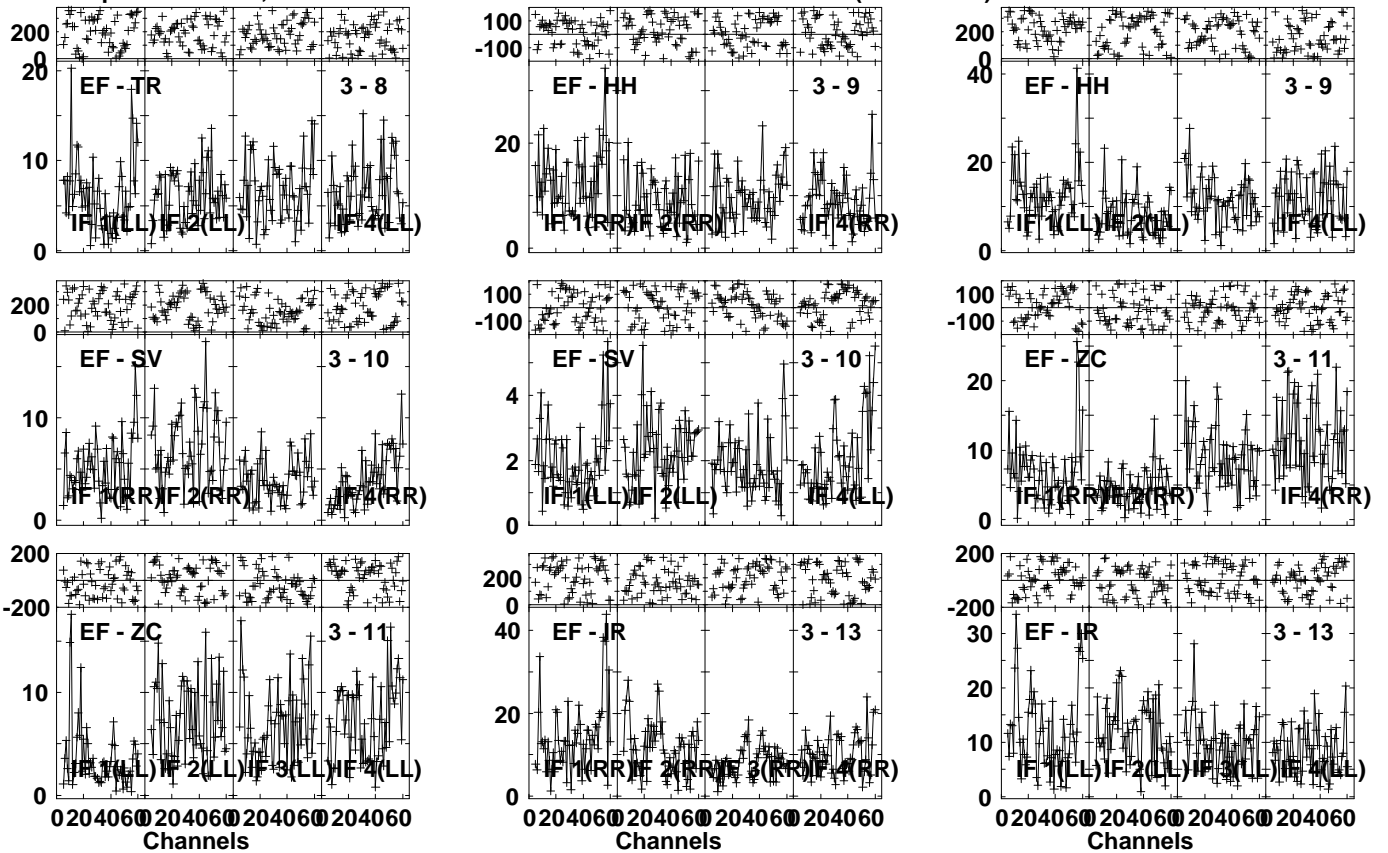 200
0
100
-100
200
0
20
10
0
EF - TR
3 - 8
IF 1(LL)
IF 2(LL)
IF 4(LL)
20
0
EF - HH
3 - 9
IF 1(RR)
IF 2(RR)
IF 4(RR)
40
20
0
EF - HH
3 - 9
IF 1(LL)
IF 2(LL)
IF 4(LL)
200
0
100
-100
100
-100
10
0
EF - SV
3 - 10
IF 1(RR)
IF 2(RR)
IF 4(RR)
4
2
0
EF - SV
3 - 10
IF 1(LL)
IF 2(LL)
IF 4(LL)
20
10
0
EF - ZC
3 - 11
IF 1(RR)
IF 2(RR)
IF 4(RR)
200
-200
100
0
200
-200
10
0
EF - ZC
3 - 11
IF 1(LL)
IF 2(LL)
IF 3(LL)
IF 4(LL)
40
20
0
EF - IR
3 - 13
IF 1(RR)
IF 2(RR)
IF 3(RR)
IF 4(RR)
30
20
10
0
EF - IR
3 - 13
IF 1(LL)
IF 2(LL)
IF 3(LL)
IF 4(LL)
0 20 40 60 0 20 40 60 0 20 40 60 0 20 40 60
Channels
0 20 40 60 0 20 40 60 0 20 40 60 0 20 40 60
Channels
0 20 40 60 0 20 40 60 0 20 40 60 0 20 40 60
Channels